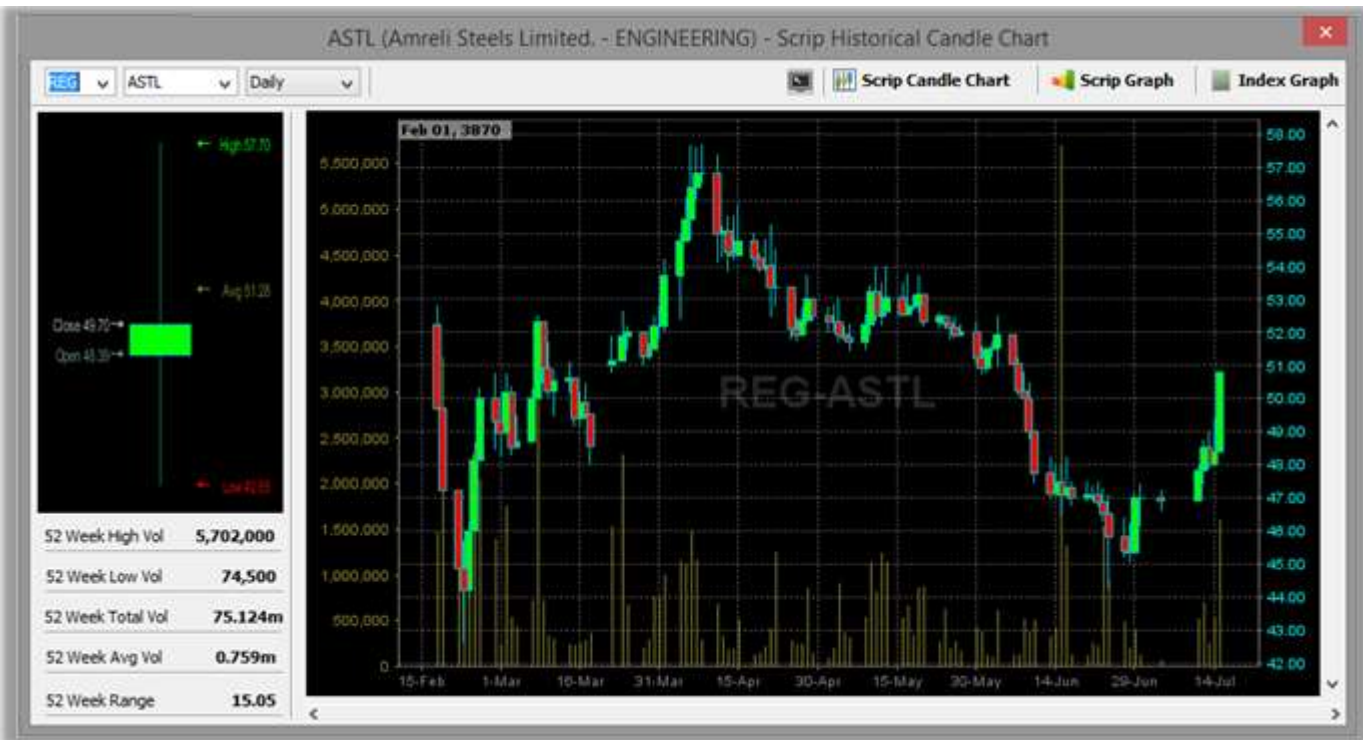 ASTL (Amreli Steels Limited. - ENGINEERING) - Scrip Historical Candle Chart
REG ASTL Daily Scrip Candle Chart Scrip Graph Index Graph
High 57.70
Avg 51.28
Close 49.70
Open 48.39
52 Week High Vol 5,702,000
52 Week Low Vol 74,500
52 Week Total Vol 75.124m
52 Week Avg Vol 0.759m
52 Week Range 15.05
Feb 01, 3870
5,500,000
5,000,000
4,500,000
4,000,000
3,500,000
3,000,000
2,500,000
2,000,000
1,500,000
1,000,000
500,000
0
REG-ASTL
58.00
57.00
56.00
55.00
54.00
53.00
52.00
51.00
50.00
49.00
48.00
47.00
46.00
45.00
44.00
43.00
42.00
15-Feb 1-Mar 16-Mar 31-Mar 15-Apr 30-Apr 15-May 30-May 14-Jun 29-Jun 14-Jul